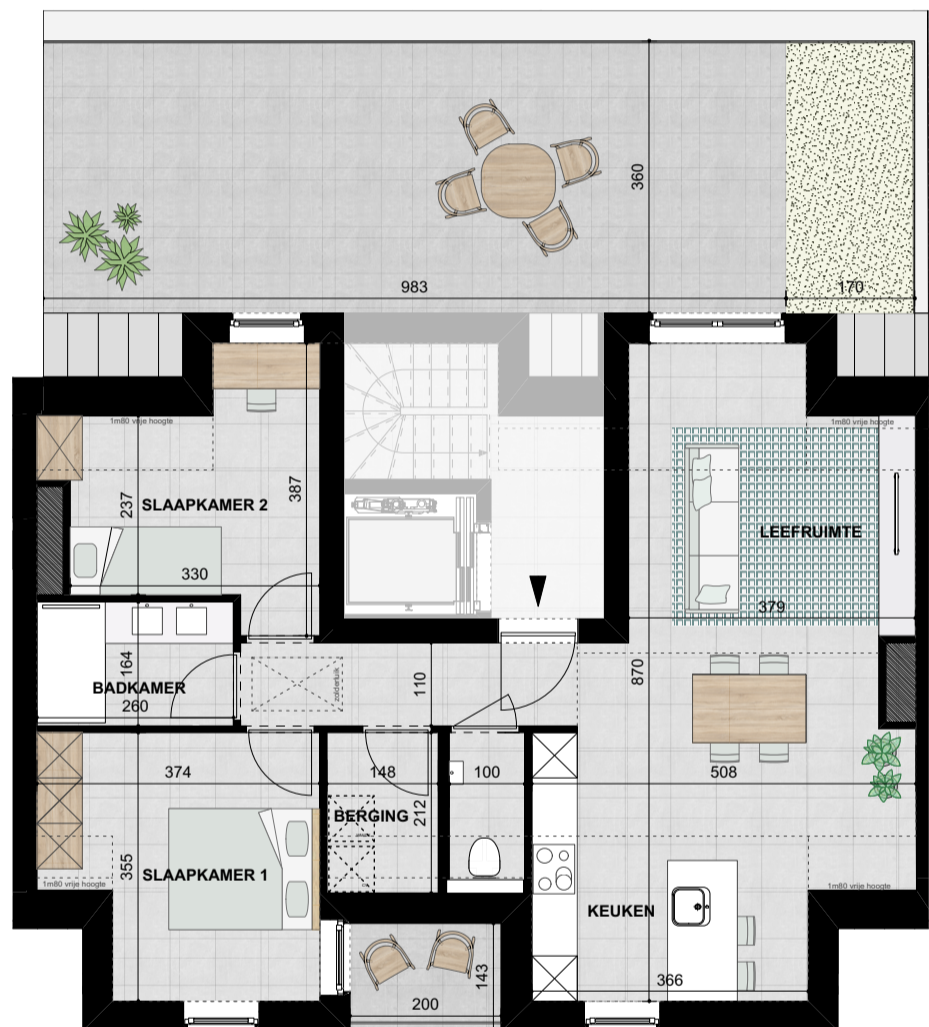 360
983
170
1m80 vrije hoogte
1m80 vrije hoogte
387
237
SLAAPKAMER 2
LEEFRUIMTE
330
379
164
BADKAMER
260
zolderluik
110
870
374
148
100
508
212
BERGING
355
SLAAPKAMER 1
1m80 vrije hoogte
1m80 vrije hoogte
KEUKEN
143
366
200